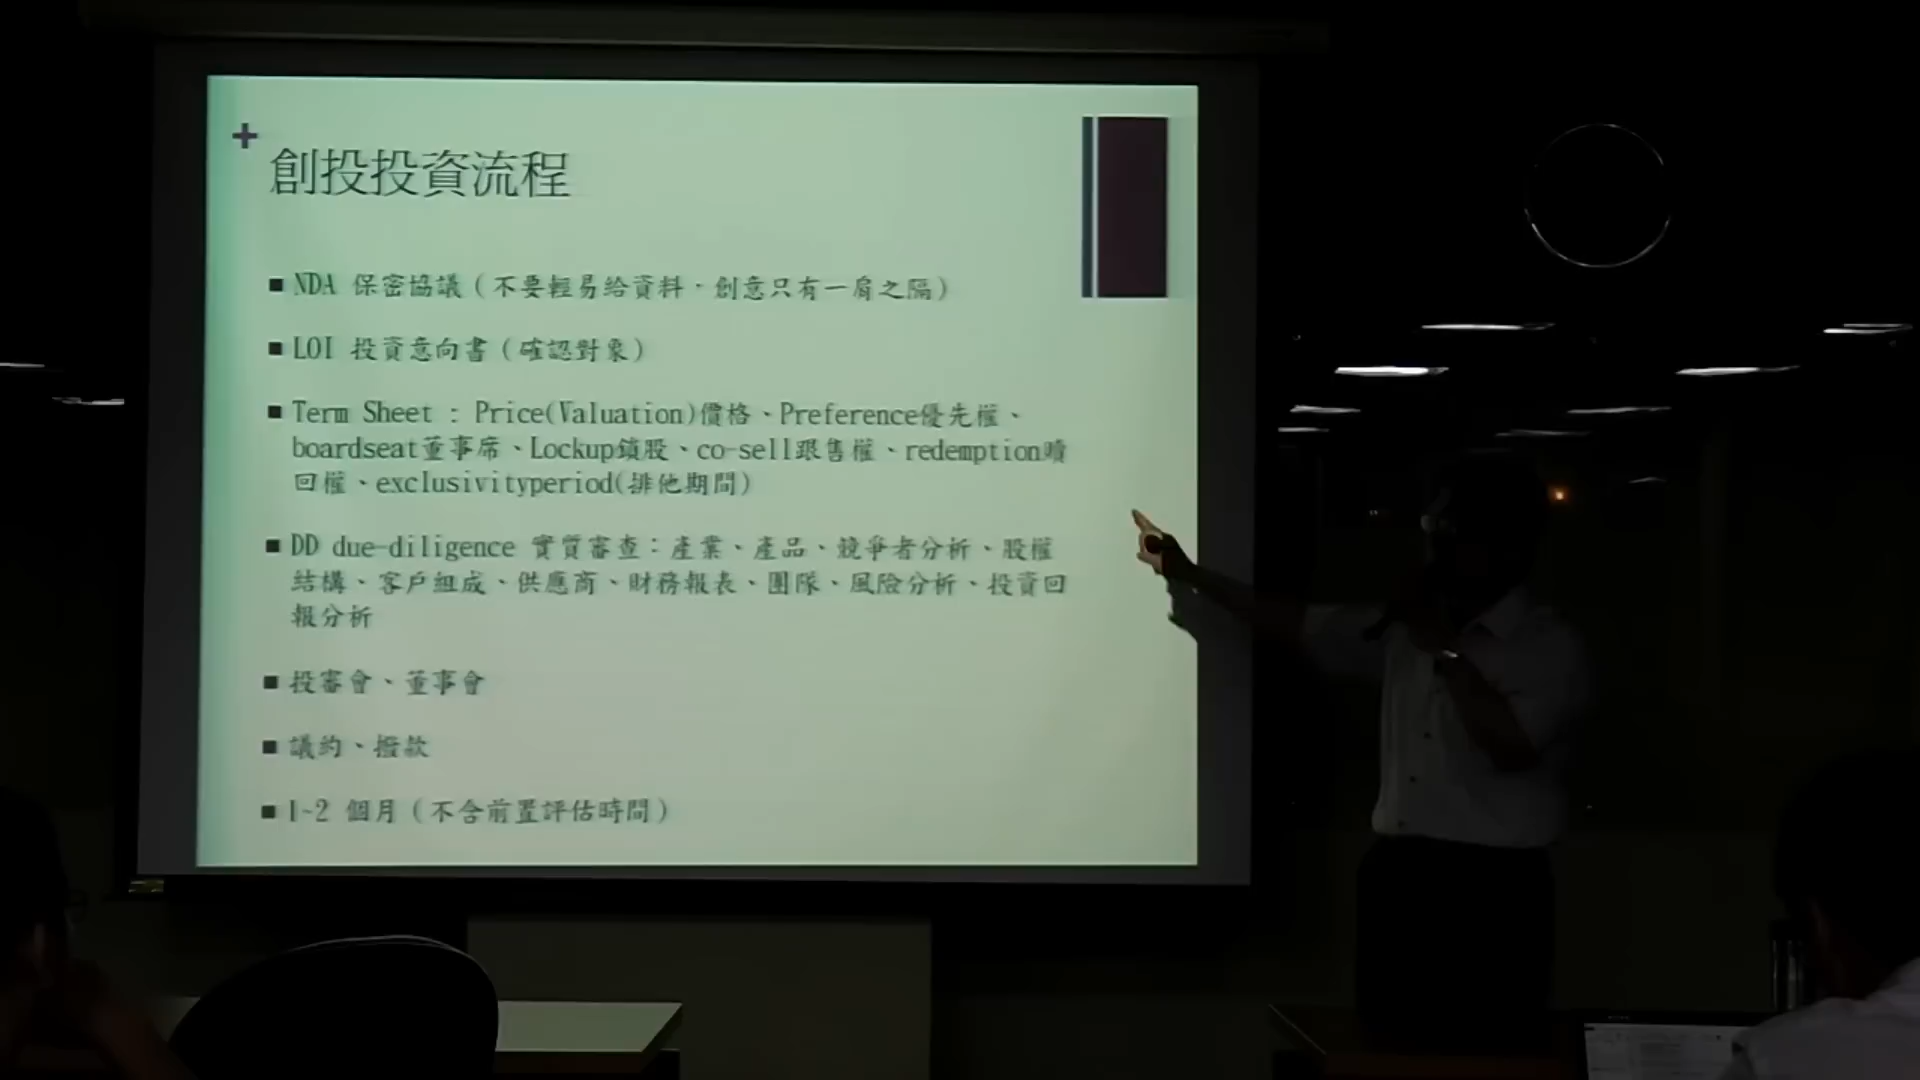 +
創投投資流程
■ NDA 保密協議（不要輕易給資料，創意只有一肩之隔）
■ LOI 投資意向書（確認對象）
■ Term Sheet : Price(Valuation)價格、Preference優先權、
boardseat董事席、Lockup鎖股、co-sell跟售權、redemption贖
回權、exclusivityperiod(排他期間)
■ DD due-diligence 實質審查：產業、產品、競爭者分析、股權
結構、客戶組成、供應商、財務報表、團隊、風險分析、投資回
報分析
■ 投審會、董事會
■ 議約、撥款
■ 1~2 個月（不含前置評估時間）